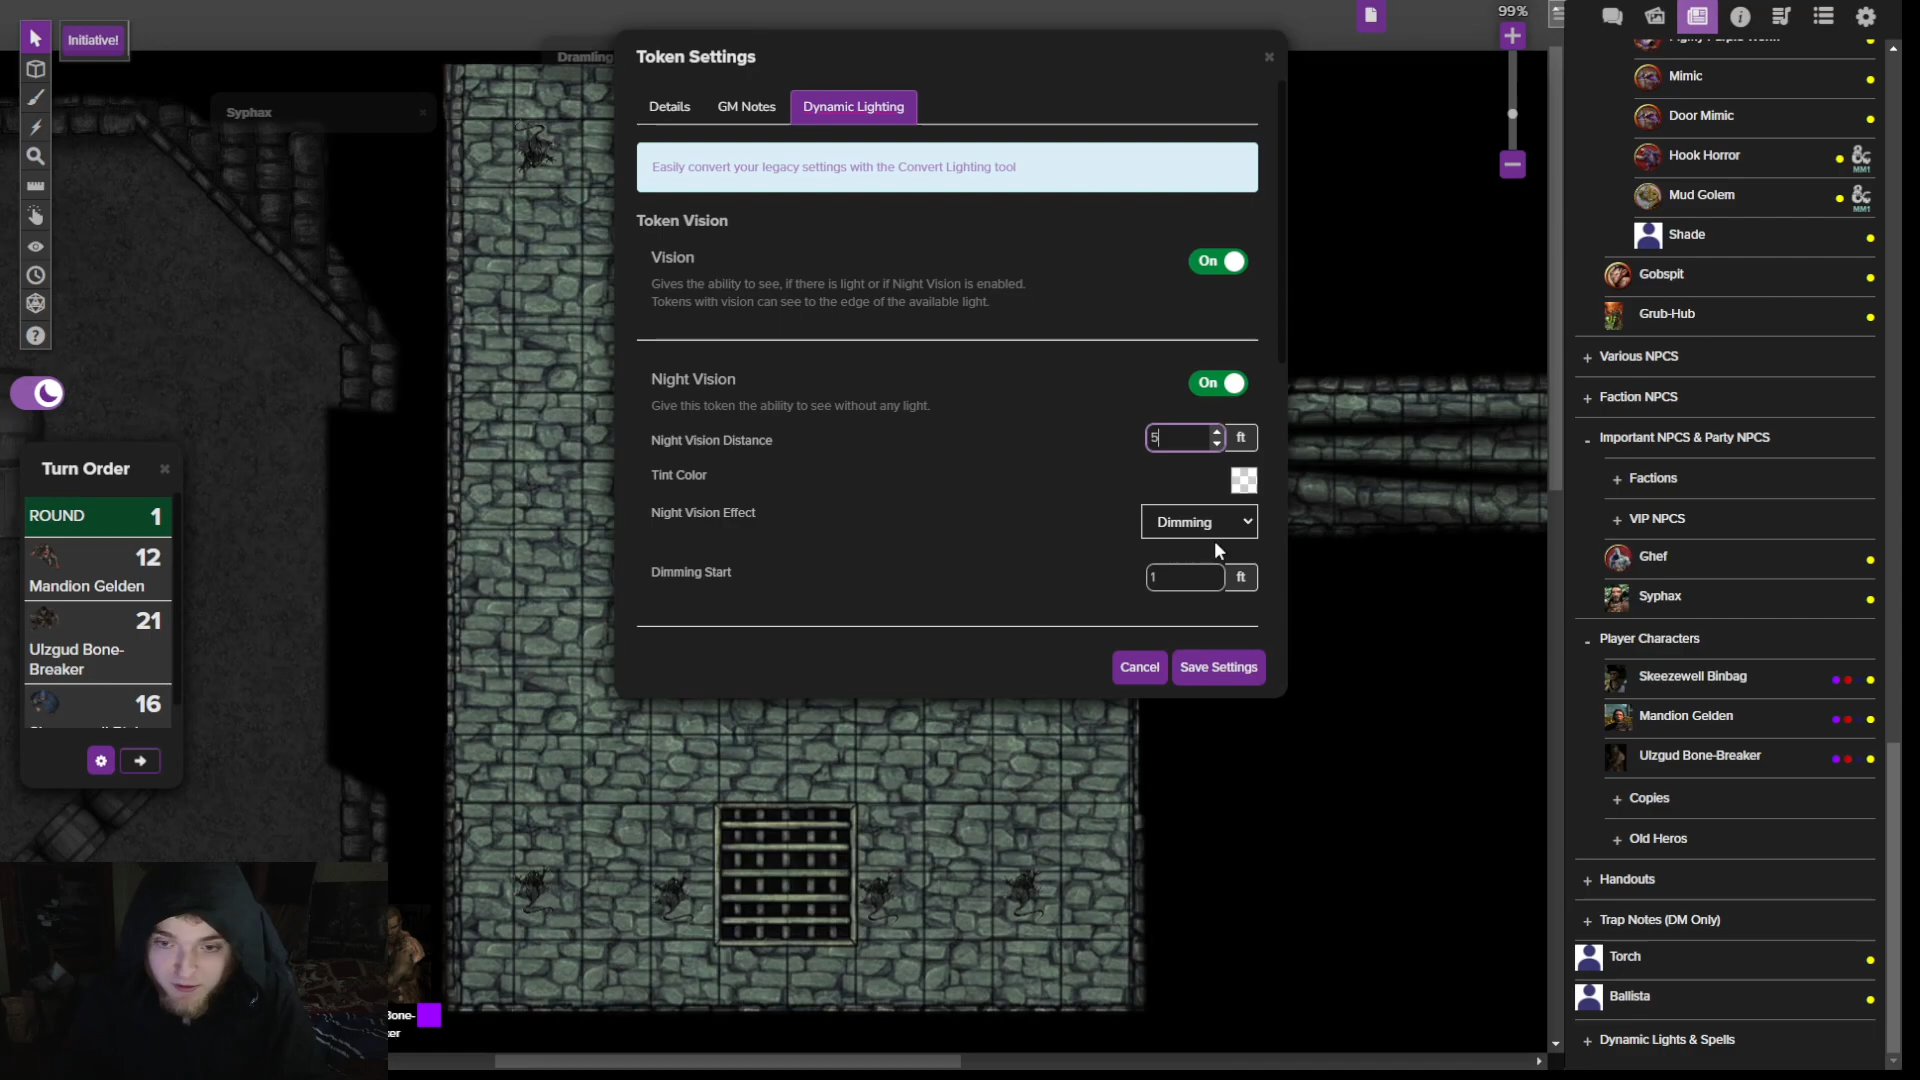 Initiative!
Dramling
Syphax
Token Settings
Details
GM Notes
Dynamic Lighting
Easily convert your legacy settings with the Convert Lighting tool
Token Vision
Vision
On
Gives the ability to see, if there is light or if Night Vision is enabled.
Tokens with vision can see to the edge of the available light.
Night Vision
On
Give this token the ability to see without any light.
Night Vision Distance
5
ft
Tint Color
Night Vision Effect
Dimming
Dimming Start
1
ft
Cancel
Save Settings
99%
Turn Order
ROUND
1
12
Mandion Gelden
21
Ulzgud Bone-
Breaker
16
Bone-
ker
Mimic
Door Mimic
Hook Horror
MM1
Mud Golem
MM1
Shade
Gobspit
Grub-Hub
+ Various NPCS
+ Faction NPCS
- Important NPCS & Party NPCS
+ Factions
+ VIP NPCS
Ghef
Syphax
- Player Characters
Skeezewell Binbag
Mandion Gelden
Ulzgud Bone-Breaker
+ Copies
+ Old Heros
+ Handouts
+ Trap Notes (DM Only)
Torch
Ballista
+ Dynamic Lights & Spells